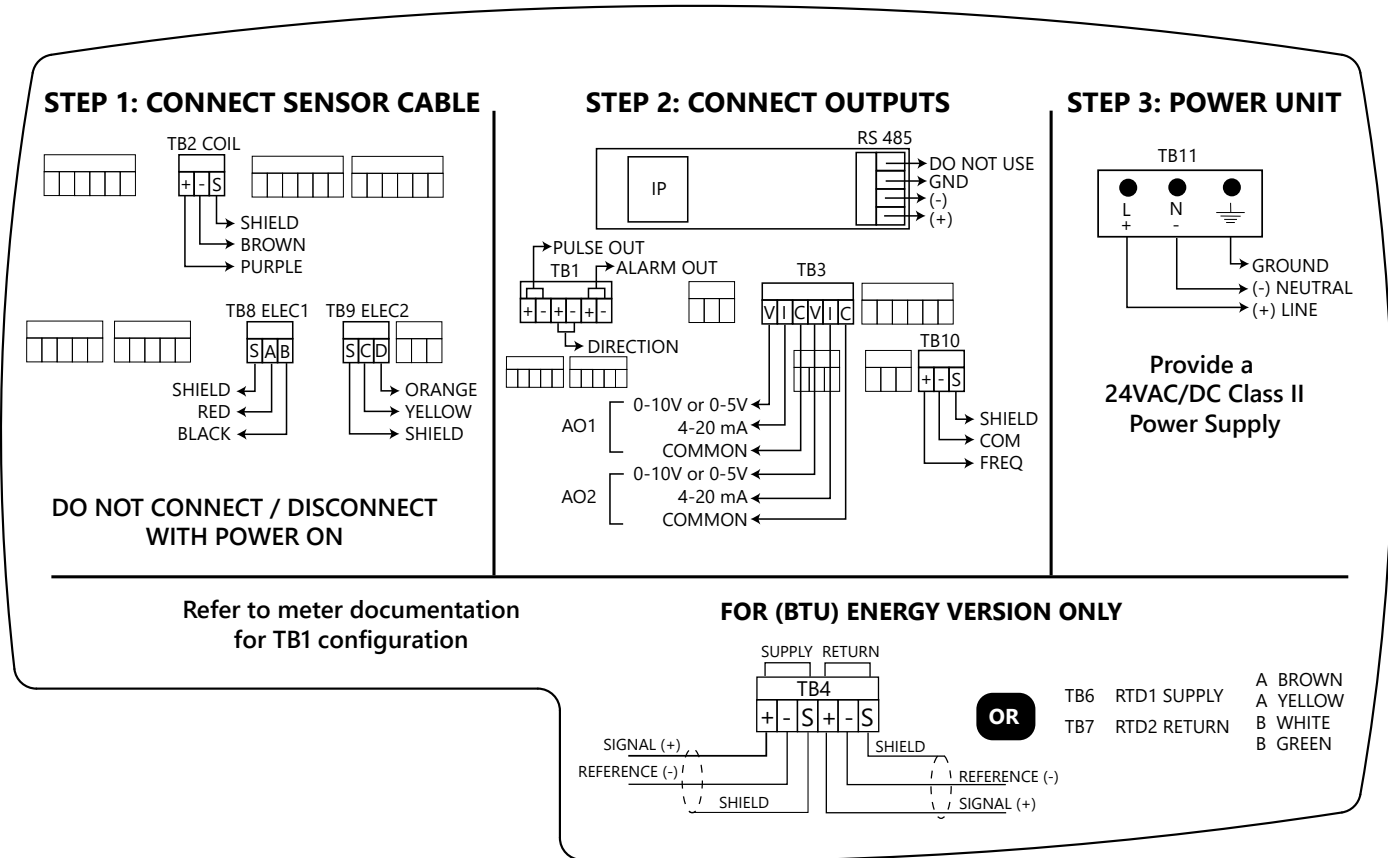 STEP 1: CONNECT SENSOR CABLE
TB2 COIL
+ - S
SHIELD
BROWN
PURPLE
TB8 ELEC1
S A B
SHIELD
RED
BLACK
TB9 ELEC2
S C D
ORANGE
YELLOW
SHIELD
DO NOT CONNECT / DISCONNECT
WITH POWER ON
STEP 2: CONNECT OUTPUTS
RS 485
IP
DO NOT USE
GND
(-)
(+)
PULSE OUT
TB1
ALARM OUT
+ - + - + -
DIRECTION
TB3
V I C V I C
TB10
+ - S
SHIELD
COM
FREQ
AO1
0-10V or 0-5V
4-20 mA
COMMON
AO2
0-10V or 0-5V
4-20 mA
COMMON
STEP 3: POWER UNIT
TB11
L N
+ -
GROUND
(-) NEUTRAL
(+) LINE
Provide a
24VAC/DC Class II
Power Supply
Refer to meter documentation
for TB1 configuration
FOR (BTU) ENERGY VERSION ONLY
SUPPLY RETURN
TB4
+ - S + - S
SIGNAL (+)
REFERENCE (-)
SHIELD
SHIELD
REFERENCE (-)
SIGNAL (+)
OR
TB6 RTD1 SUPPLY
TB7 RTD2 RETURN
A BROWN
A YELLOW
B WHITE
B GREEN